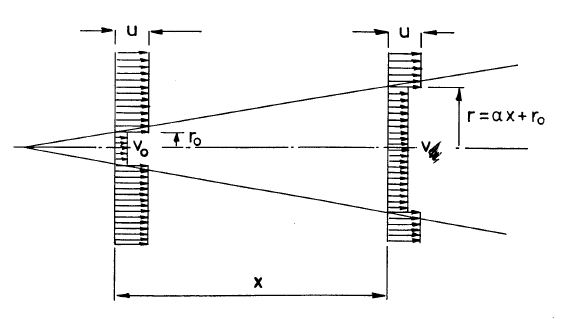 u
u
r₀
v₀
v
r = αx + r₀
x